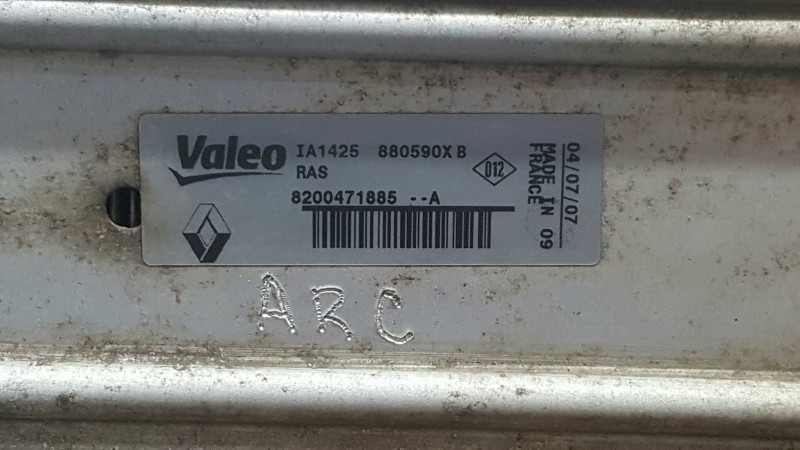 Valeo IA1425 880590X B
RAS
D12
8200471885 --A
04/07/07
MADE IN 09
FRANCE
ARC